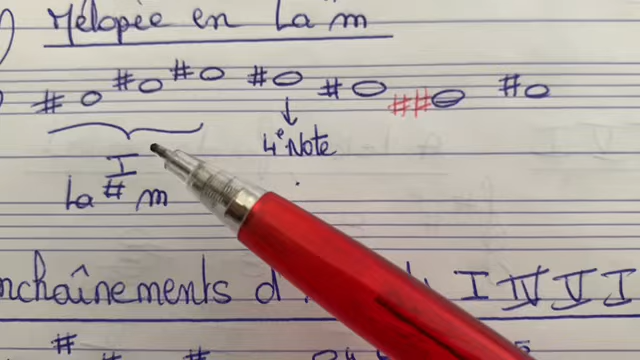 Mélopée en La m
4e Note
I
La # m
nchaînements d I IV V I